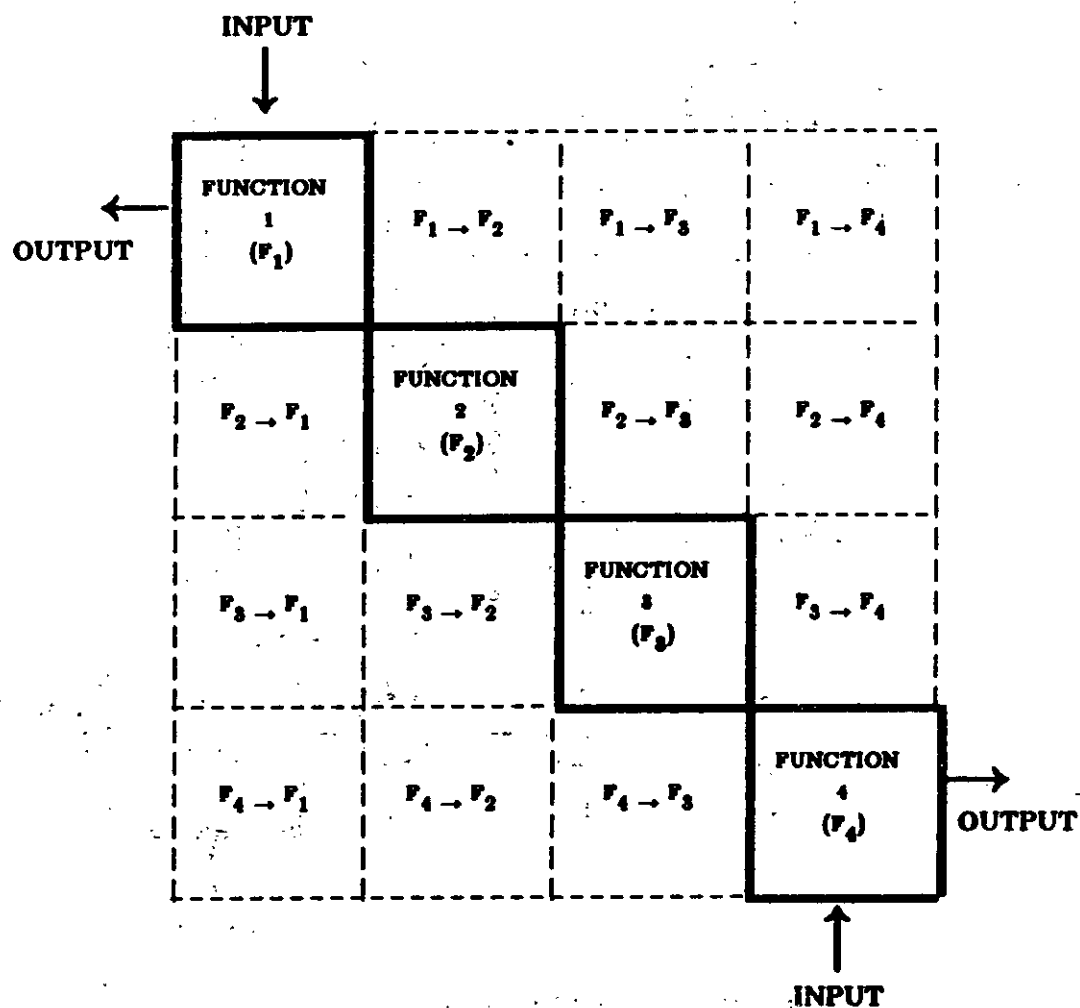 INPUT
FUNCTION
1
(F₁)
F₁ → F₂
F₁ → F₃
F₁ → F₄
OUTPUT
F₂ → F₁
FUNCTION
2
(F₂)
F₂ → F₃
F₂ → F₄
F₃ → F₁
F₃ → F₂
FUNCTION
3
(F₃)
F₃ → F₄
F₄ → F₁
F₄ → F₂
F₄ → F₃
FUNCTION
4
(F₄)
OUTPUT
INPUT